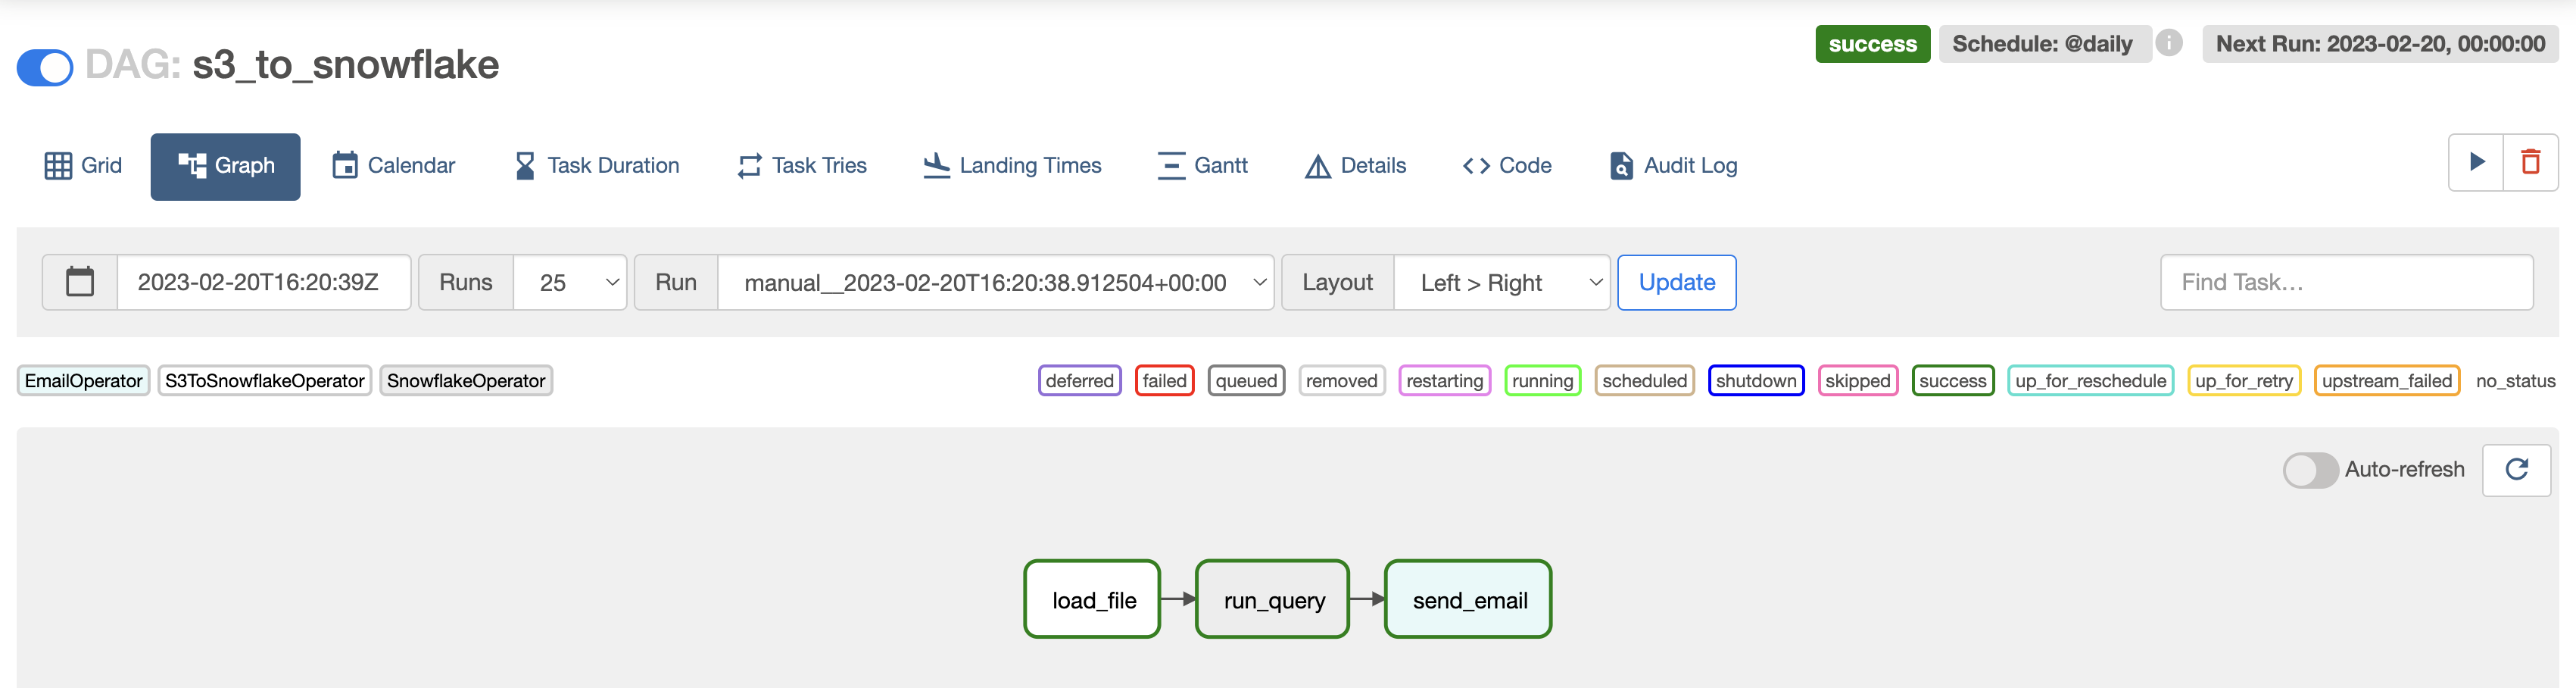 DAG: s3_to_snowflake
success Schedule: @daily i Next Run: 2023-02-20, 00:00:00
Grid Graph Calendar Task Duration Task Tries Landing Times Gantt Details Code Audit Log
2023-02-20T16:20:39Z Runs 25 Run manual__2023-02-20T16:20:38.912504+00:00 Layout Left > Right Update Find Task...
EmailOperator S3ToSnowflakeOperator SnowflakeOperator deferred failed queued removed restarting running scheduled shutdown skipped success up_for_reschedule up_for_retry upstream_failed no_status
Auto-refresh
load_file run_query send_email